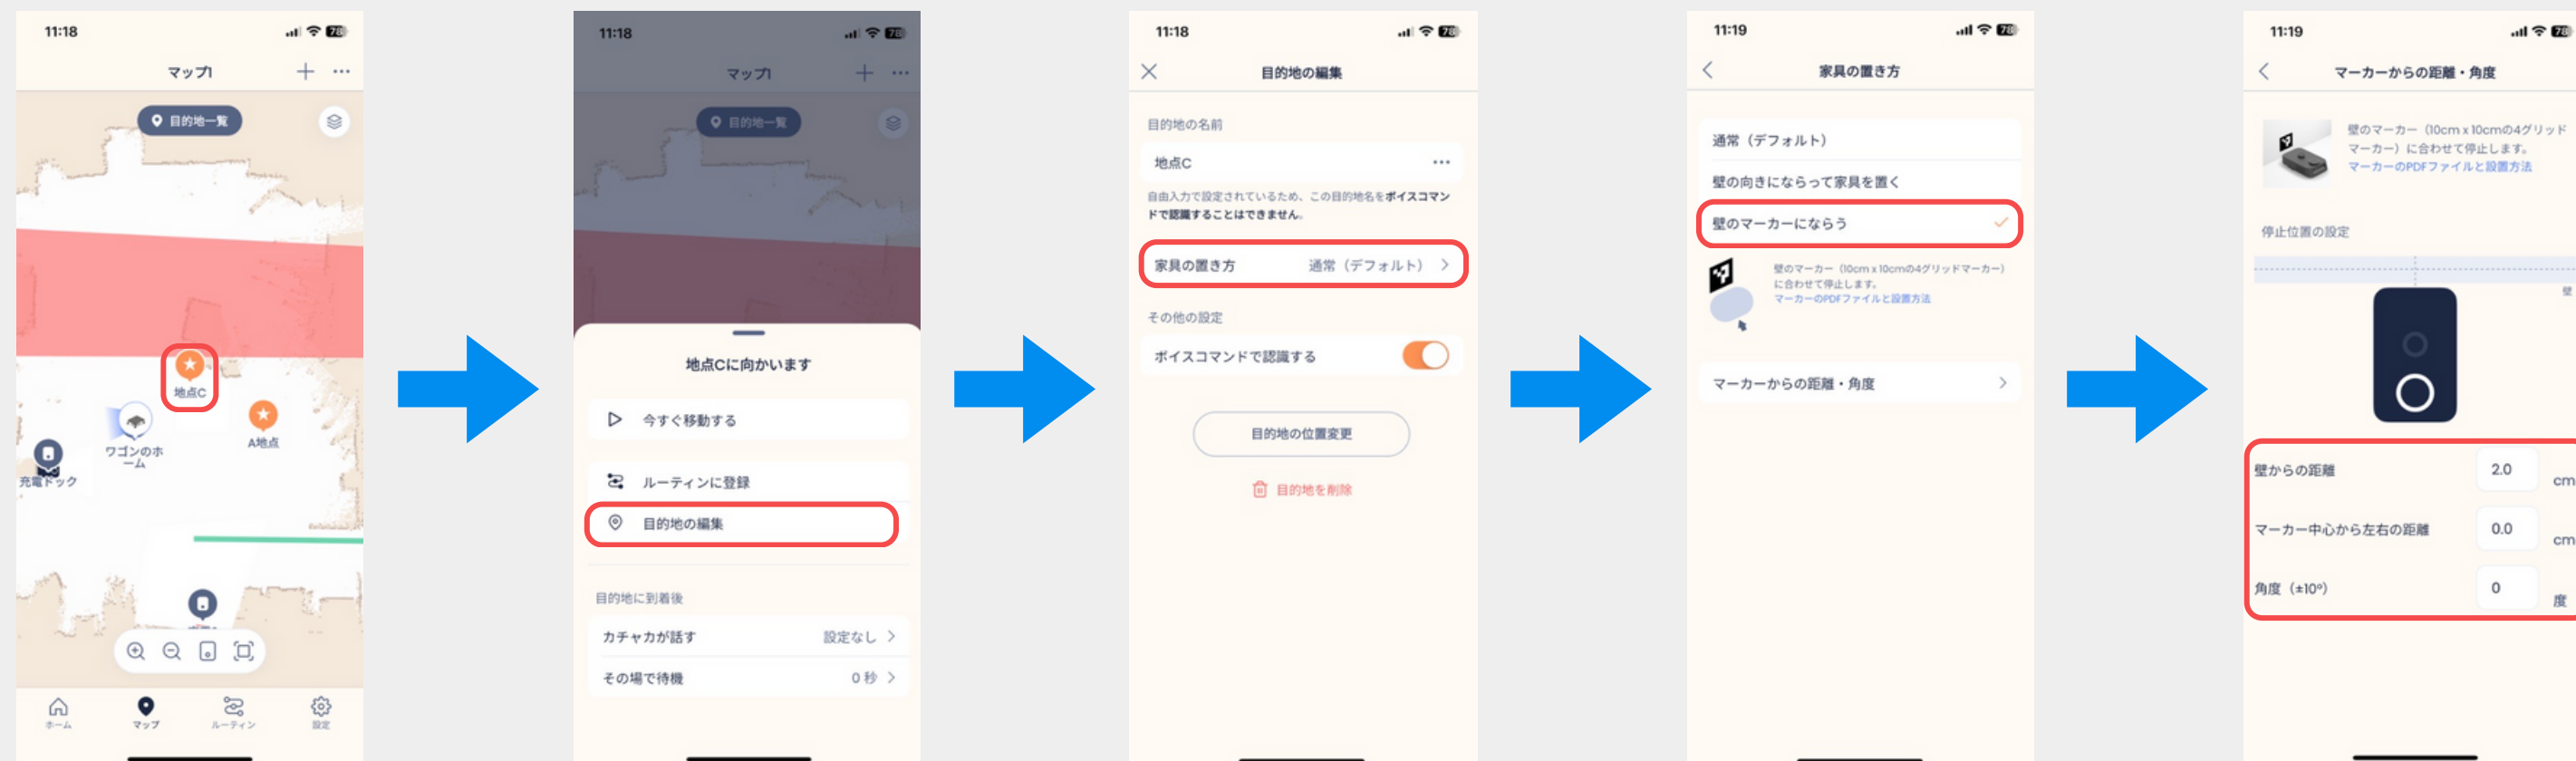 11:18
78
マップ1
目的地一覧
地点C
A地点
ワゴンのホ
ーム
充電ドック
ホーム
マップ
ルーティン
設定
11:18
78
マップ1
目的地一覧
地点Cに向かいます
今すぐ移動する
ルーティンに登録
目的地の編集
目的地に到着後
カチャカが話す 設定なし
その場で待機 0 秒
11:18
78
目的地の編集
目的地の名前
地点C
自由入力で設定されているため、この目的地名をボイスコマン
ドで認識することはできません。
家具の置き方 通常（デフォルト）
その他の設定
ボイスコマンドで認識する
目的地の位置変更
目的地を削除
11:19
78
家具の置き方
通常（デフォルト）
壁の向きにならって家具を置く
壁のマーカーにならう
壁のマーカー（10cm x 10cmの4グリッドマーカー）
に合わせて停止します。
マーカーのPDFファイルと設置方法
マーカーからの距離・角度
11:19
78
マーカーからの距離・角度
壁のマーカー（10cm x 10cmの4グリッド
マーカー）に合わせて停止します。
マーカーのPDFファイルと設置方法
停止位置の設定
壁
壁からの距離 2.0 cm
マーカー中心から左右の距離 0.0 cm
角度（±10°） 0 度